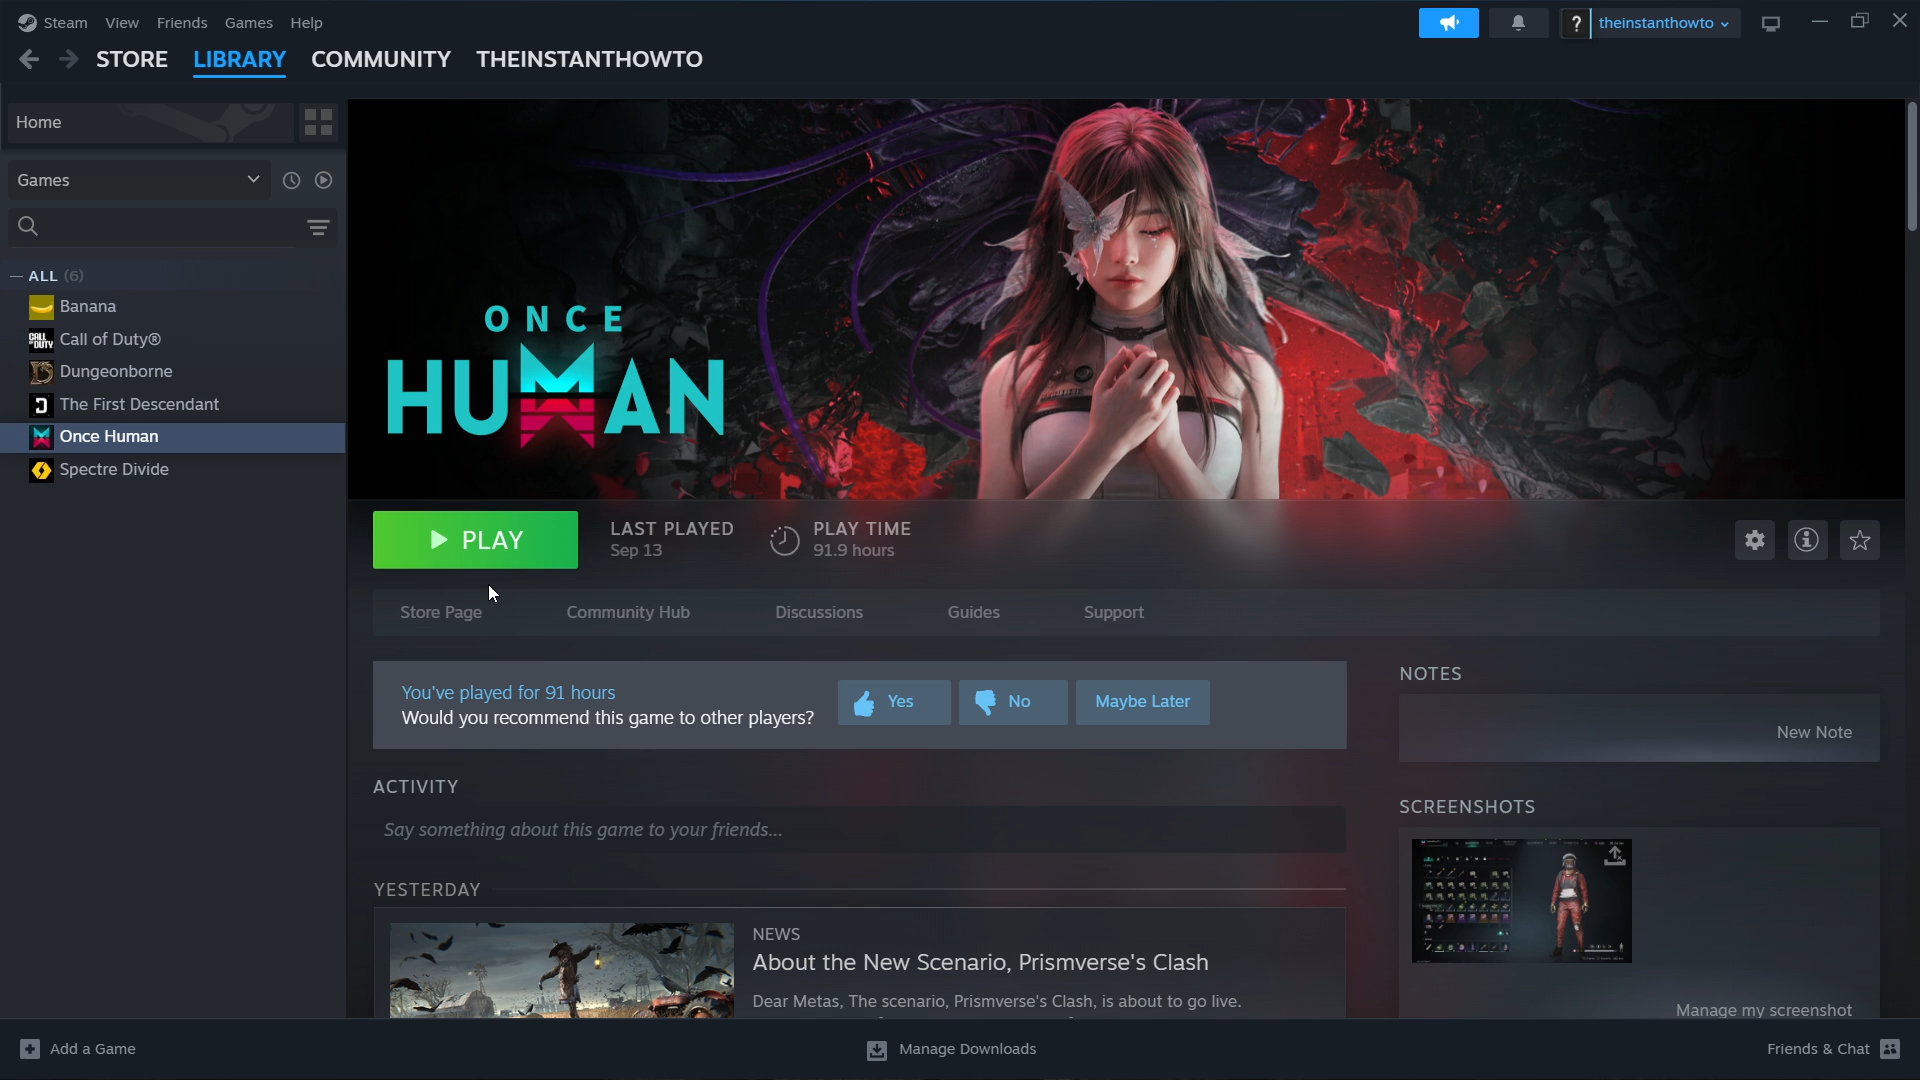 Steam View Friends Games Help
? theinstanthowto
STORE LIBRARY COMMUNITY THEINSTANTHOWTO
Home
Games
— ALL (6)
Banana
CALL OF DUTY Call of Duty®
Dungeonborne
The First Descendant
Once Human
Spectre Divide
ONCE
HUMAN
PLAY
LAST PLAYED
Sep 13
PLAY TIME
91.9 hours
Store Page Community Hub Discussions Guides Support
You've played for 91 hours
Would you recommend this game to other players?
Yes No Maybe Later
NOTES
New Note
ACTIVITY
Say something about this game to your friends...
SCREENSHOTS
Manage my screenshot
YESTERDAY
NEWS
About the New Scenario, Prismverse's Clash
Dear Metas, The scenario, Prismverse's Clash, is about to go live.
Add a Game Manage Downloads Friends & Chat